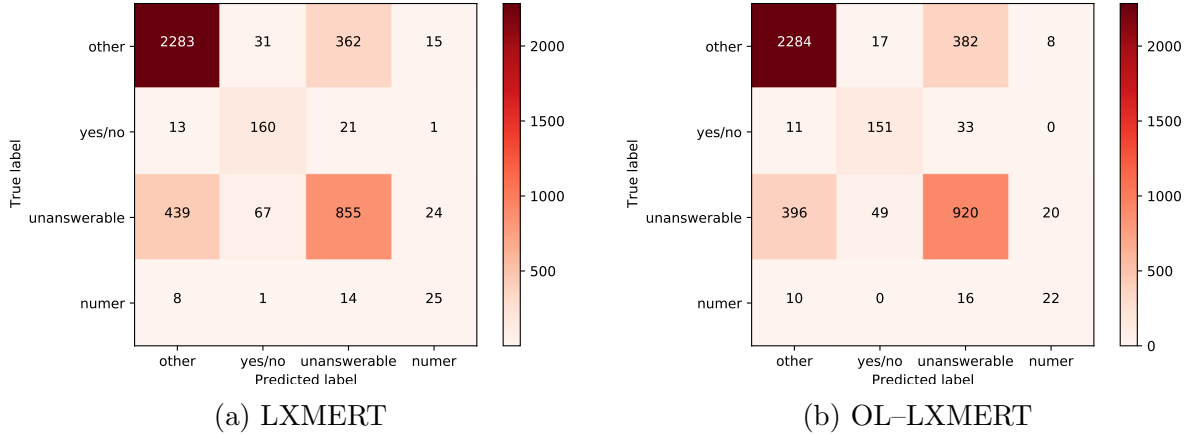 other 2283 31 362 15
yes/no 13 160 21 1
unanswerable 439 67 855 24
numer 8 1 14 25
other yes/no unanswerable numer
Predicted label
True label
2000
1500
1000
500
(a) LXMERT
other 2284 17 382 8
yes/no 11 151 33 0
unanswerable 396 49 920 20
numer 10 0 16 22
other yes/no unanswerable numer
Predicted label
True label
2000
1500
1000
500
0
(b) OL–LXMERT